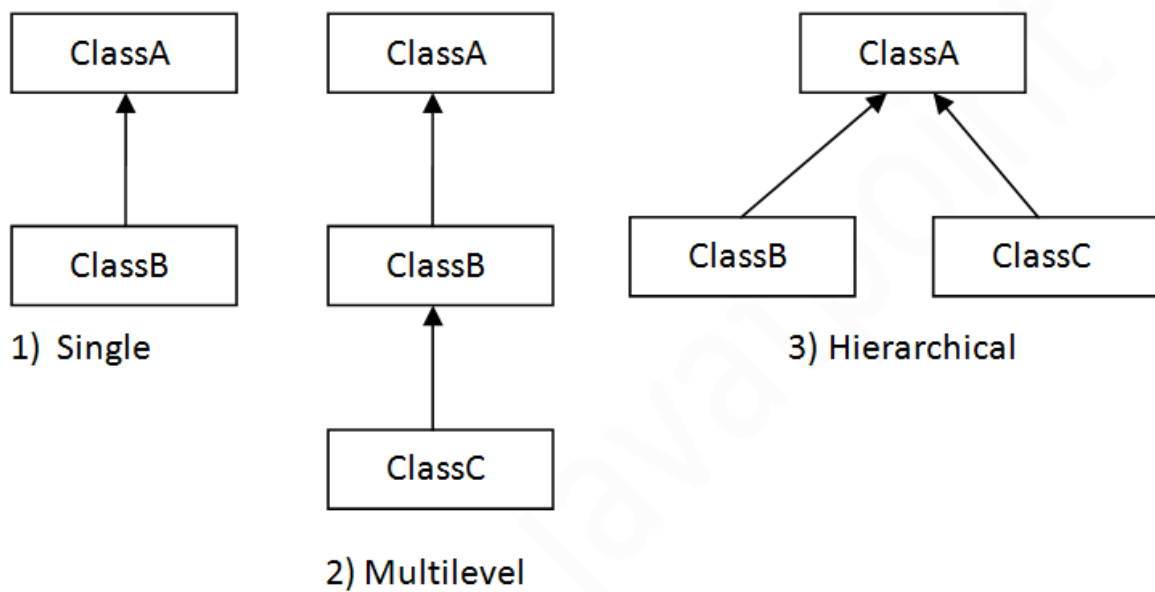 ClassA
ClassB
1) Single
ClassA
ClassB
ClassC
2) Multilevel
ClassA
ClassB
ClassC
3) Hierarchical